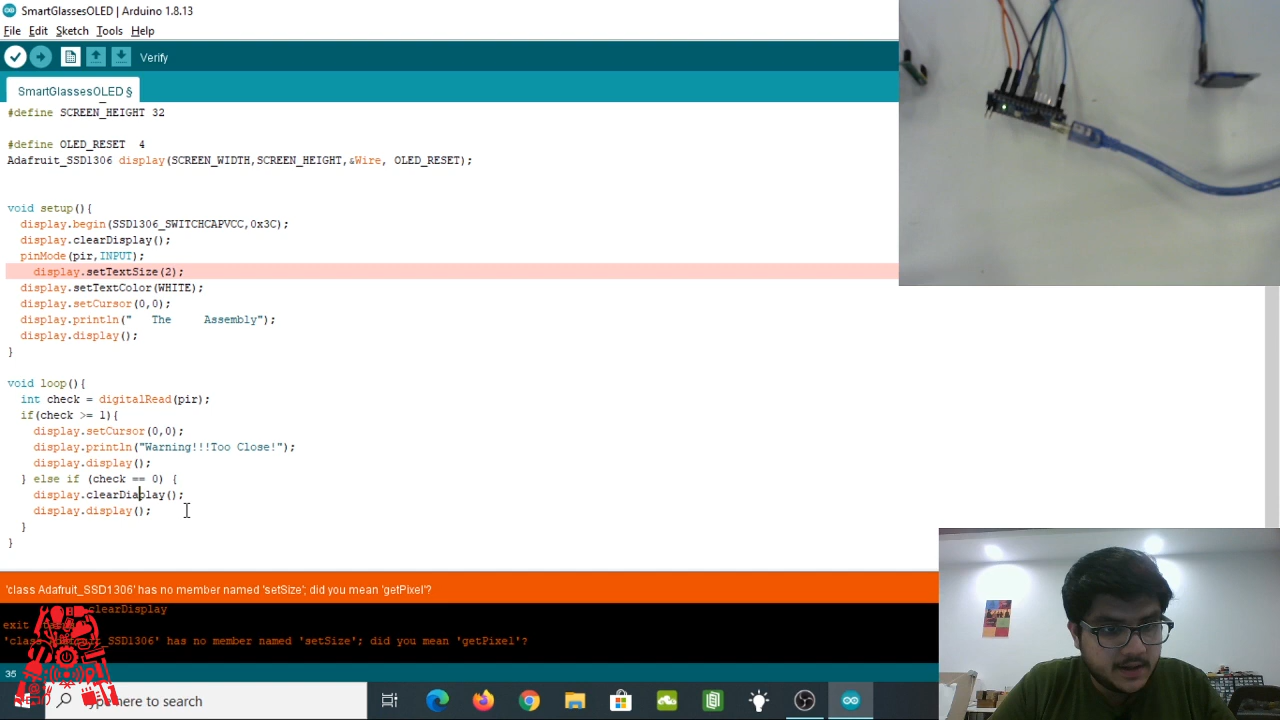 SmartGlassesOLED | Arduino 1.8.13
File Edit Sketch Tools Help
Verify
SmartGlassesOLED §
#define SCREEN_HEIGHT 32
#define OLED_RESET 4
Adafruit_SSD1306 display(SCREEN_WIDTH,SCREEN_HEIGHT,&Wire, OLED_RESET);
void setup(){
display.begin(SSD1306_SWITCHCAPVCC,0x3C);
display.clearDisplay();
pinMode(pir,INPUT);
display.setTextSize(2);
display.setTextColor(WHITE);
display.setCursor(0,0);
display.println("   The     Assembly");
display.display();
}
void loop(){
int check = digitalRead(pir);
if(check >= 1){
display.setCursor(0,0);
display.println("Warning!!!Too Close!");
display.display();
} else if (check == 0) {
display.clearDiaplay();
display.display();
}
}
'class Adafruit_SSD1306' has no member named 'setSize'; did you mean 'getPixel'?
clearDisplay
exit
'class Adafruit_SSD1306' has no member named 'setSize'; did you mean 'getPixel'?
35
here to search